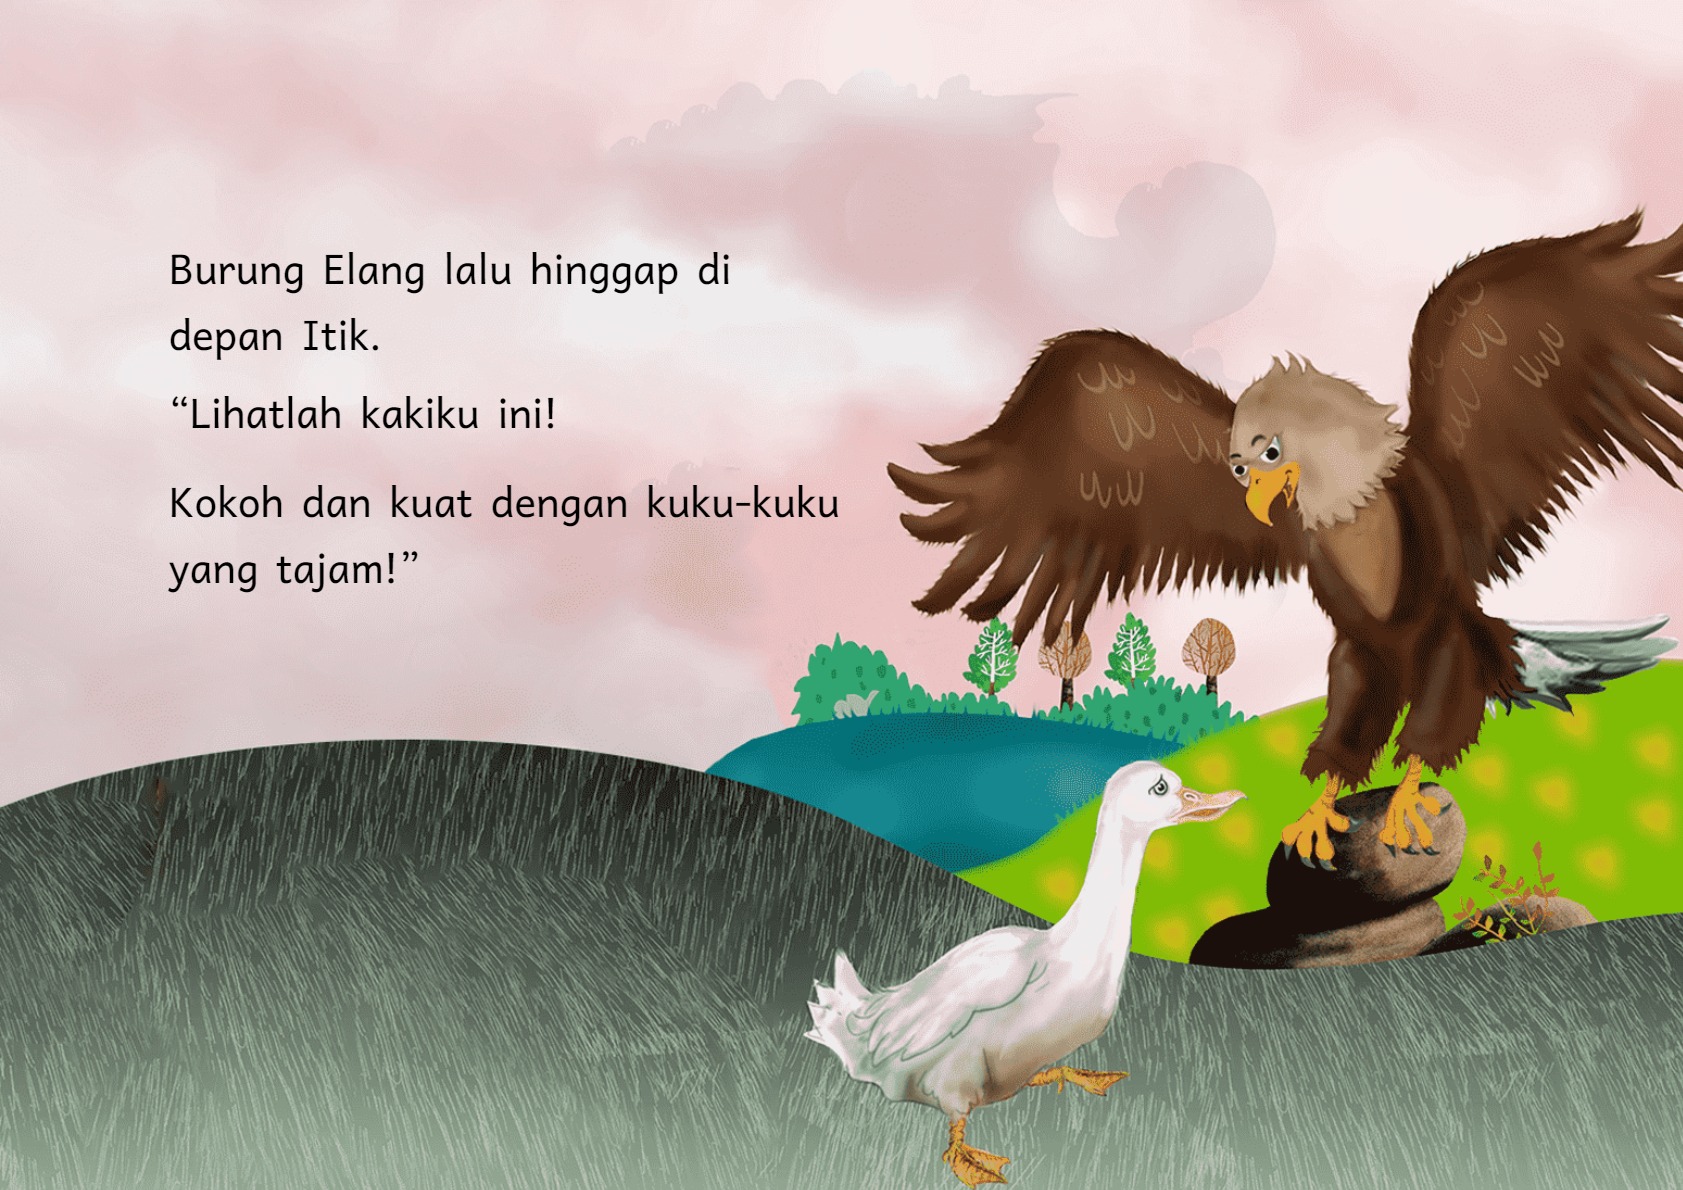 Burung Elang lalu hinggap di
depan Itik.
“Lihatlah kakiku ini!
Kokoh dan kuat dengan kuku-kuku
yang tajam!”